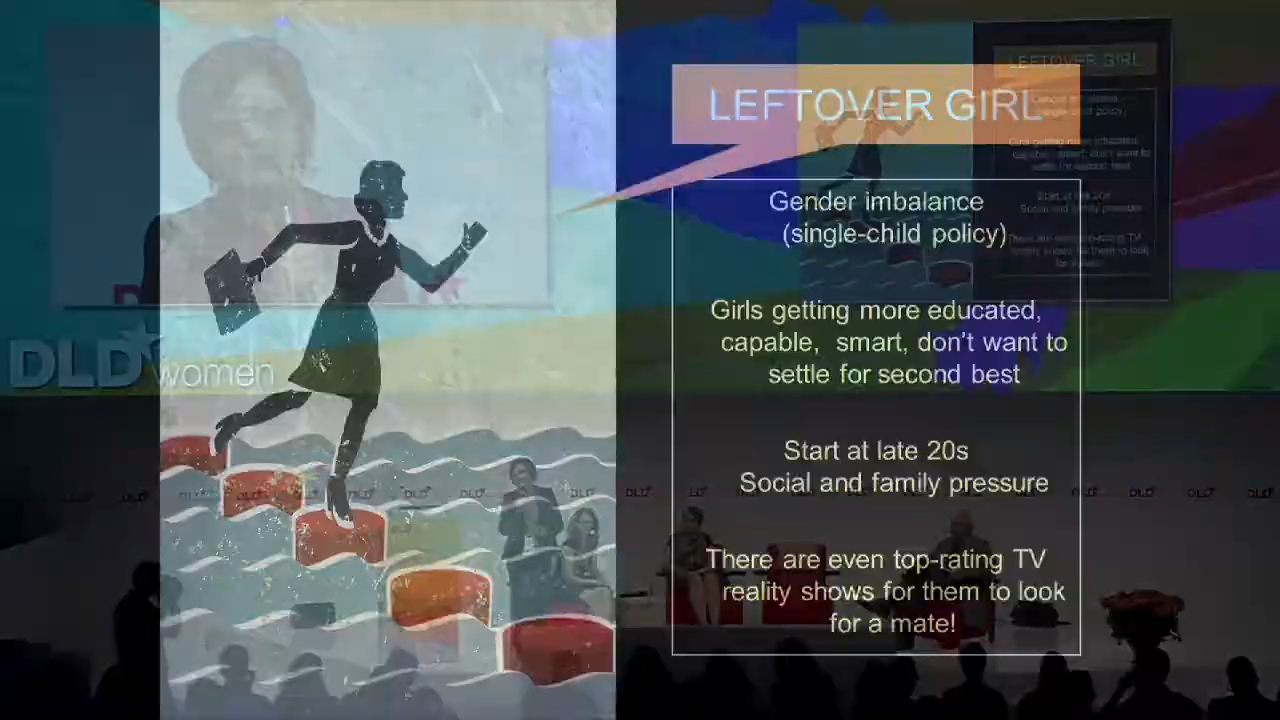 LEFTOVER GIRL
Gender imbalance
(single-child policy)
Girls getting more educated,
capable, smart, don't want to
settle for second best
Start at late 20s
Social and family pressure
There are even top-rating TV
reality shows for them to look
for a mate!
DLD women
LEFTOVER GIRL